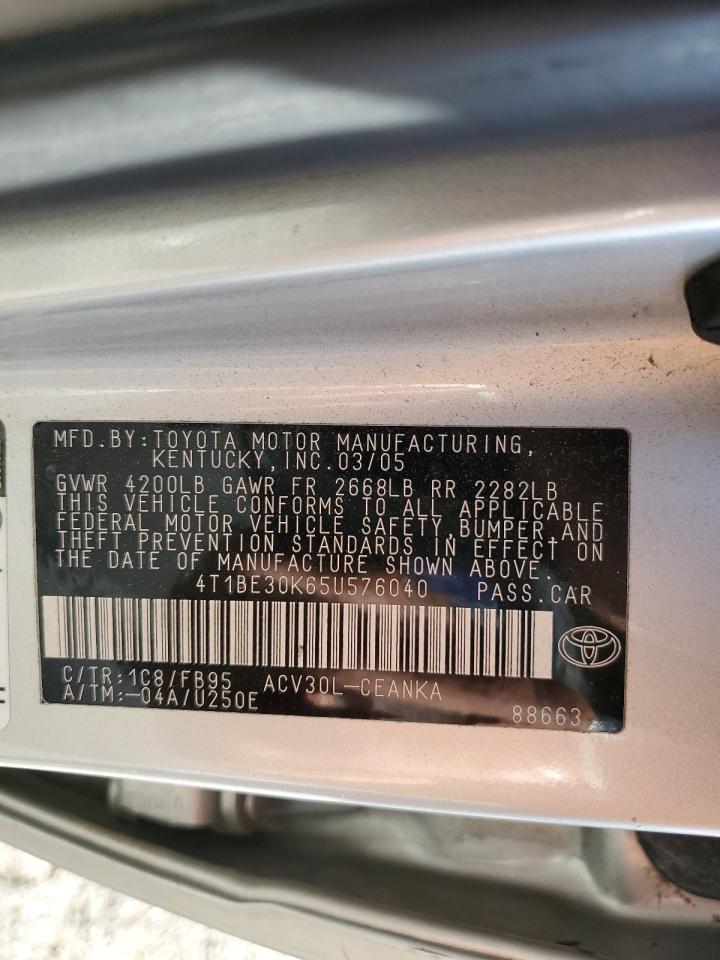 MFD.BY:TOYOTA MOTOR MANUFACTURING,
KENTUCKY,INC.03/05
GVWR 4200LB GAWR FR 2668LB RR 2282LB
THIS VEHICLE CONFORMS TO ALL APPLICABLE
FEDERAL MOTOR VEHICLE SAFETY,BUMPER,AND
THEFT PREVENTION STANDARDS IN EFFECT ON
THE DATE OF MANUFACTURE SHOWN ABOVE.
4T1BE30K65U576040 PASS.CAR
C/TR:1C8/FB95 ACV30L-CEANKA
A/TM:-04A/U250E
88663
TOYOTA